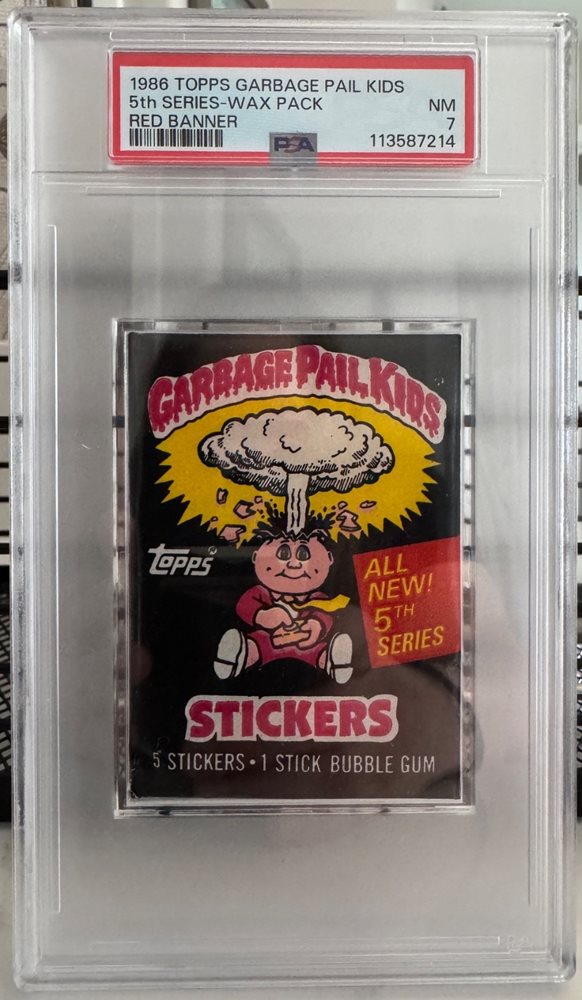 1986 TOPPS GARBAGE PAIL KIDS
5th SERIES-WAX PACK NM
RED BANNER 7
PSA 113587214
GARBAGE PAIL KIDS
TOPPS®
ALL
NEW!
5TH
SERIES
STICKERS
5 STICKERS • 1 STICK BUBBLE GUM